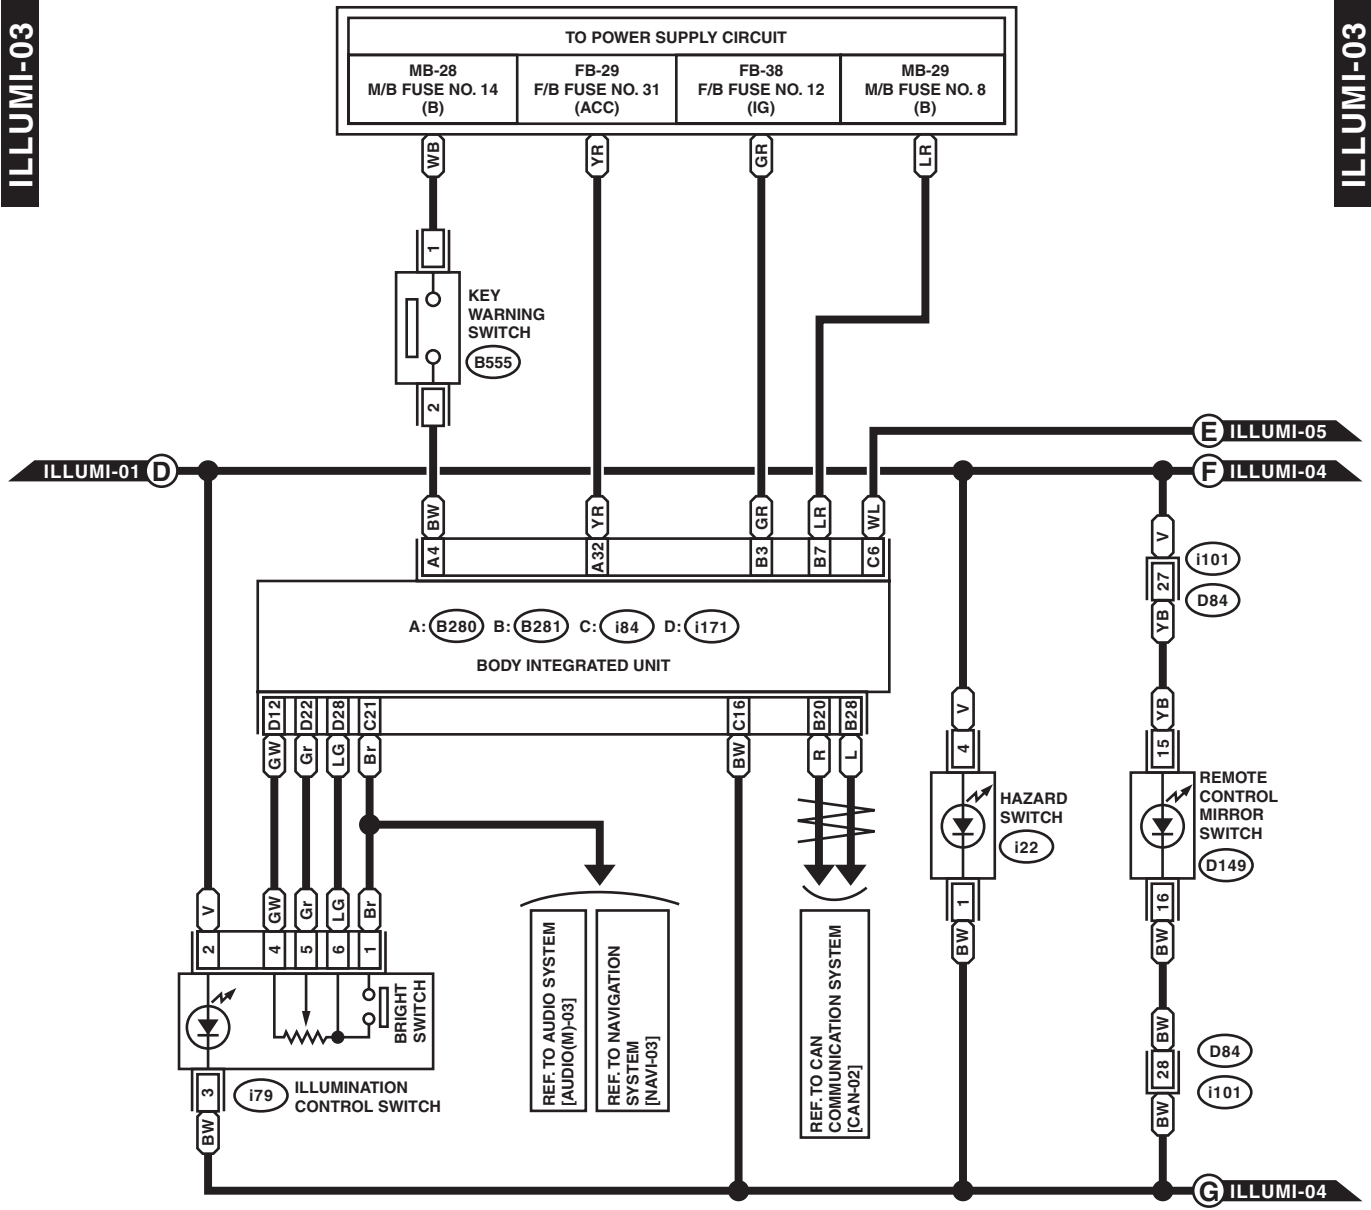 ILLUMI-03
ILLUMI-03
TO POWER SUPPLY CIRCUIT
MB-28
M/B FUSE NO. 14
(B)
FB-29
F/B FUSE NO. 31
(ACC)
FB-38
F/B FUSE NO. 12
(IG)
MB-29
M/B FUSE NO. 8
(B)
WB
YR
GR
LR
1
KEY
WARNING
SWITCH
B555
2
E ILLUMI-05
ILLUMI-01 D
F ILLUMI-04
BW
YR
GR
LR
WL
A4
A32
B3
B7
C6
V
27
YB
i101
D84
A: B280 B: B281 C: i84 D: i171
BODY INTEGRATED UNIT
D12
D22
D28
C21
C16
B20
B28
GW
Gr
LG
Br
BW
R
L
V
4
HAZARD
SWITCH
i22
1
BW
YB
15
REMOTE
CONTROL
MIRROR
SWITCH
D149
16
BW
V
GW
Gr
LG
Br
2
4
5
6
1
BRIGHT
SWITCH
3
BW
i79
ILLUMINATION
CONTROL SWITCH
REF. TO AUDIO SYSTEM
[AUDIO(M)-03]
REF. TO NAVIGATION
SYSTEM
[NAVI-03]
REF. TO CAN
COMMUNICATION SYSTEM
[CAN-02]
BW
28
BW
D84
i101
G ILLUMI-04